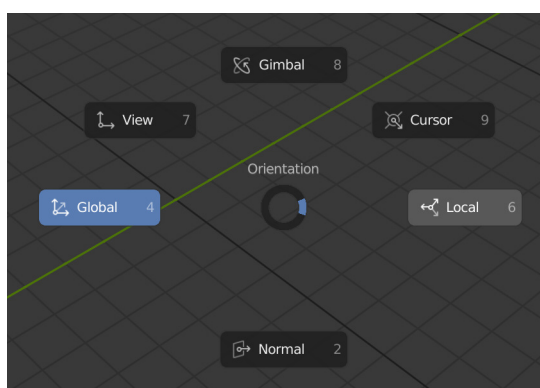 Gimbal 8
View 7
Cursor 9
Orientation
Global 4
Local 6
Normal 2